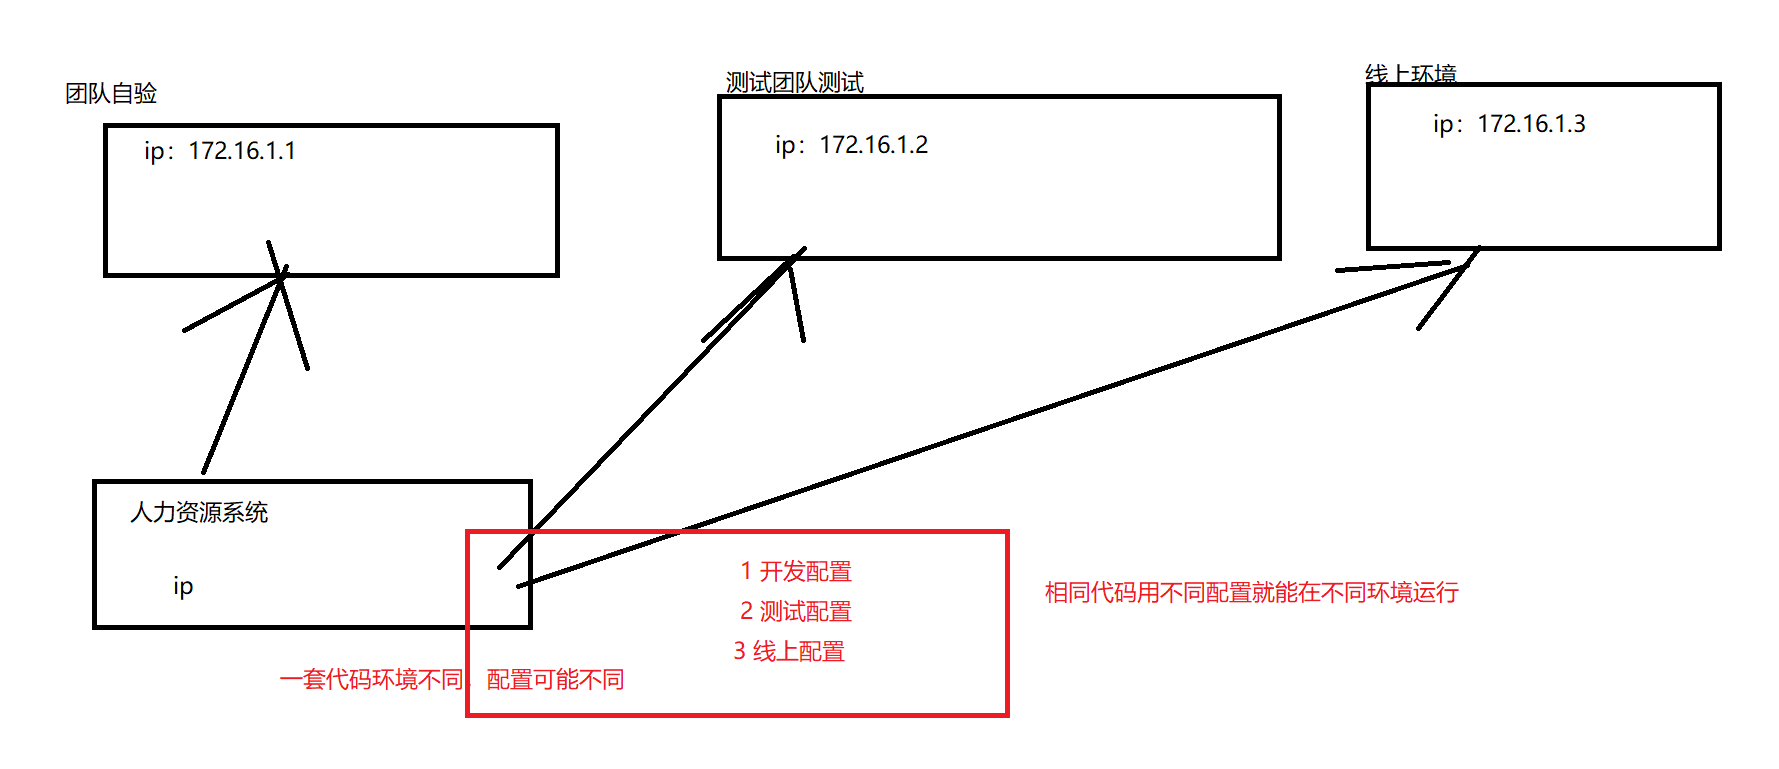 团队自验
ip：172.16.1.1
测试团队测试
ip：172.16.1.2
线上环境
ip：172.16.1.3
人力资源系统
ip
1 开发配置
2 测试配置
3 线上配置
相同代码用不同配置就能在不同环境运行
一套代码环境不同，配置可能不同